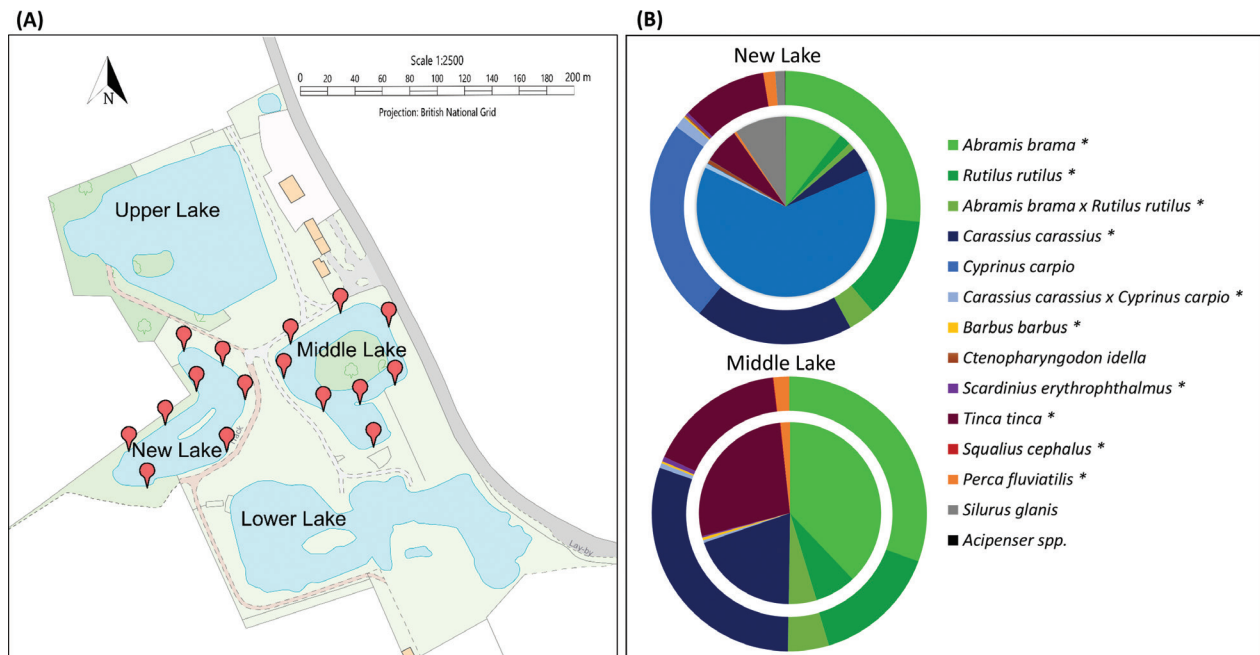 (A)
N
Scale 1:2500
0 20 40 60 80 100 120 140 160 180 200 m
Projection: British National Grid
Upper Lake
Middle Lake
New Lake
Track
Lower Lake
Lay-by
(B)
New Lake
Middle Lake
Abramis brama *
Rutilus rutilus *
Abramis brama x Rutilus rutilus *
Carassius carassius *
Cyprinus carpio
Carassius carassius x Cyprinus carpio *
Barbus barbus *
Ctenopharyngodon idella
Scardinius erythrophthalmus *
Tinca tinca *
Squalius cephalus *
Perca fluviatilis *
Silurus glanis
Acipenser spp.